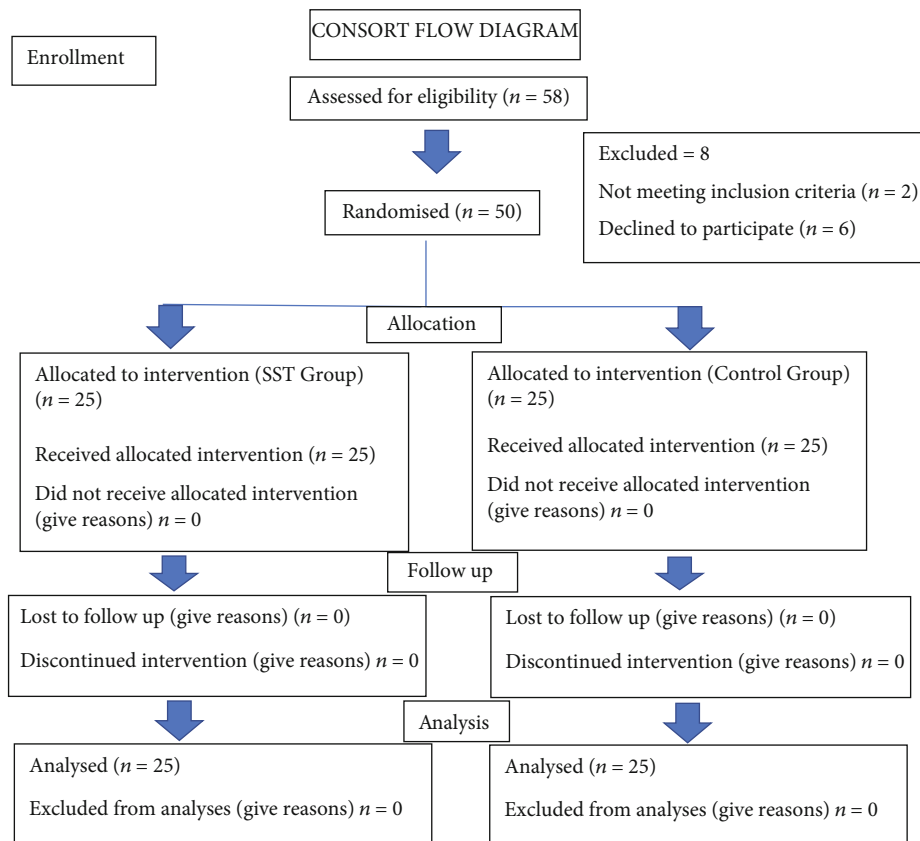 CONSORT FLOW DIAGRAM
Enrollment
Assessed for eligibility (n = 58)
Excluded = 8
Not meeting inclusion criteria (n = 2)
Declined to participate (n = 6)
Randomised (n = 50)
Allocation
Allocated to intervention (SST Group)
(n = 25)
Received allocated intervention (n = 25)
Did not receive allocated intervention
(give reasons) n = 0
Allocated to intervention (Control Group)
(n = 25)
Received allocated intervention (n = 25)
Did not receive allocated intervention
(give reasons) n = 0
Follow up
Lost to follow up (give reasons) (n = 0)
Discontinued intervention (give reasons) n = 0
Lost to follow up (give reasons) (n = 0)
Discontinued intervention (give reasons) n = 0
Analysis
Analysed (n = 25)
Excluded from analyses (give reasons) n = 0
Analysed (n = 25)
Excluded from analyses (give reasons) n = 0